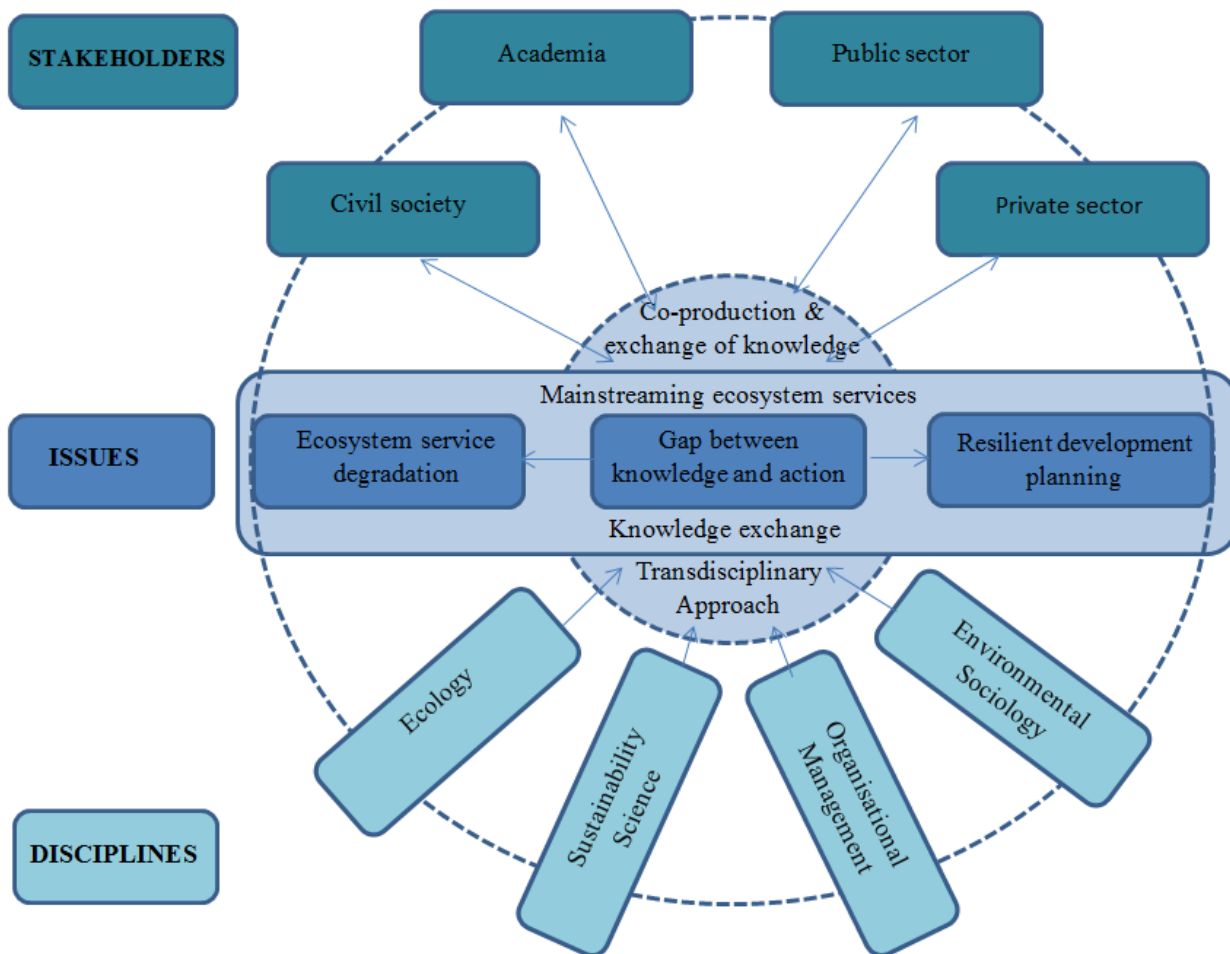 STAKEHOLDERS
Academia
Public sector
Civil society
Private sector
Co-production &
exchange of knowledge
Mainstreaming ecosystem services
ISSUES
Ecosystem service
degradation
Gap between
knowledge and action
Resilient development
planning
Knowledge exchange
Transdisciplinary
Approach
Ecology
Sustainability
Science
Organisational
Management
Environmental
Sociology
DISCIPLINES